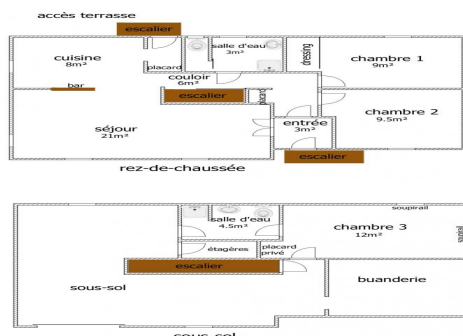 accès terrasse
escalier
cuisine
8m²
salle d'eau
3m²
dressing
chambre 1
9m²
placard
couloir
6m²
bar
escalier
placard
chambre 2
9.5m²
séjour
21m²
entrée
3m²
escalier
rez-de-chaussée
soupirail
salle d'eau
4.5m²
chambre 3
12m²
soupirail
étagères
placard
privé
escalier
sous-sol
buanderie
sous-sol